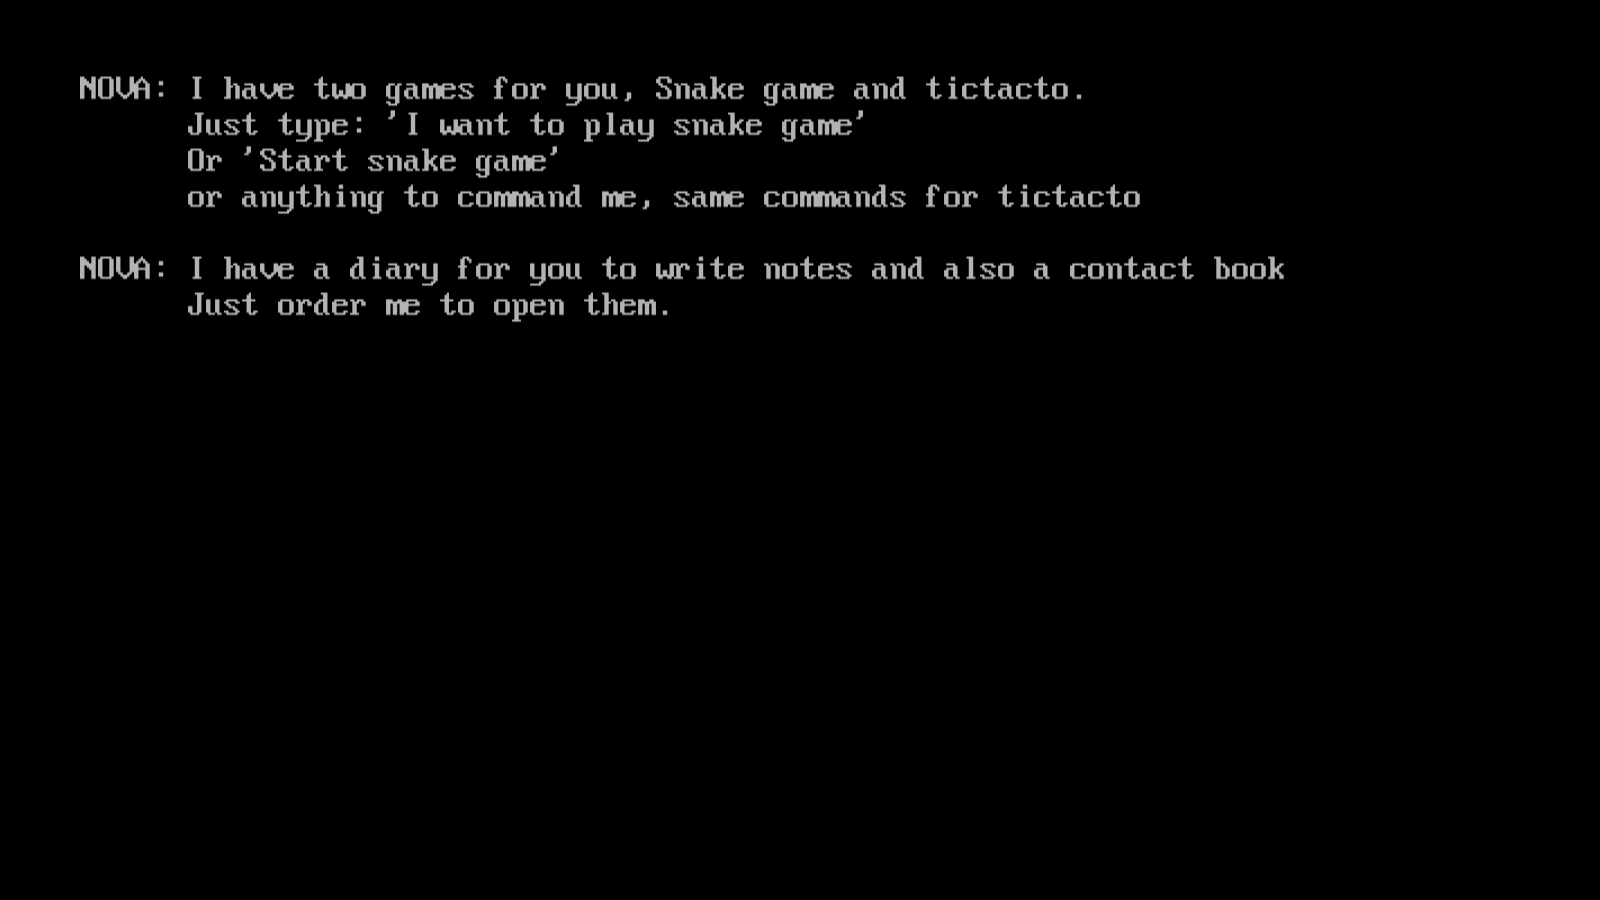 NOVA: I have two games for you, Snake game and tictacto.
Just type: 'I want to play snake game'
Or 'Start snake game'
or anything to command me, same commands for tictacto
NOVA: I have a diary for you to write notes and also a contact book
Just order me to open them.